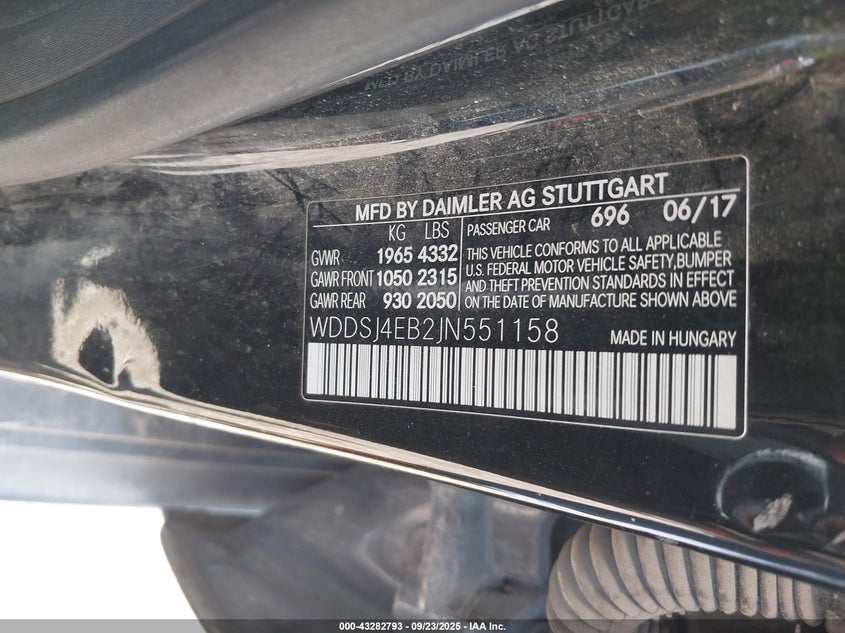 MFD BY DAIMLER AG STUTTGART
KG LBS
GVWR 1965 4332
GAWR FRONT 1050 2315
GAWR REAR 930 2050
PASSENGER CAR 696 06/17
THIS VEHICLE CONFORMS TO ALL APPLICABLE
U.S. FEDERAL MOTOR VEHICLE SAFETY,BUMPER
AND THEFT PREVENTION STANDARDS IN EFFECT
ON THE DATE OF MANUFACTURE SHOWN ABOVE
WDDSJ4EB2JN551158
MADE IN HUNGARY
000-43282793 - 09/23/2025 - IAA Inc.